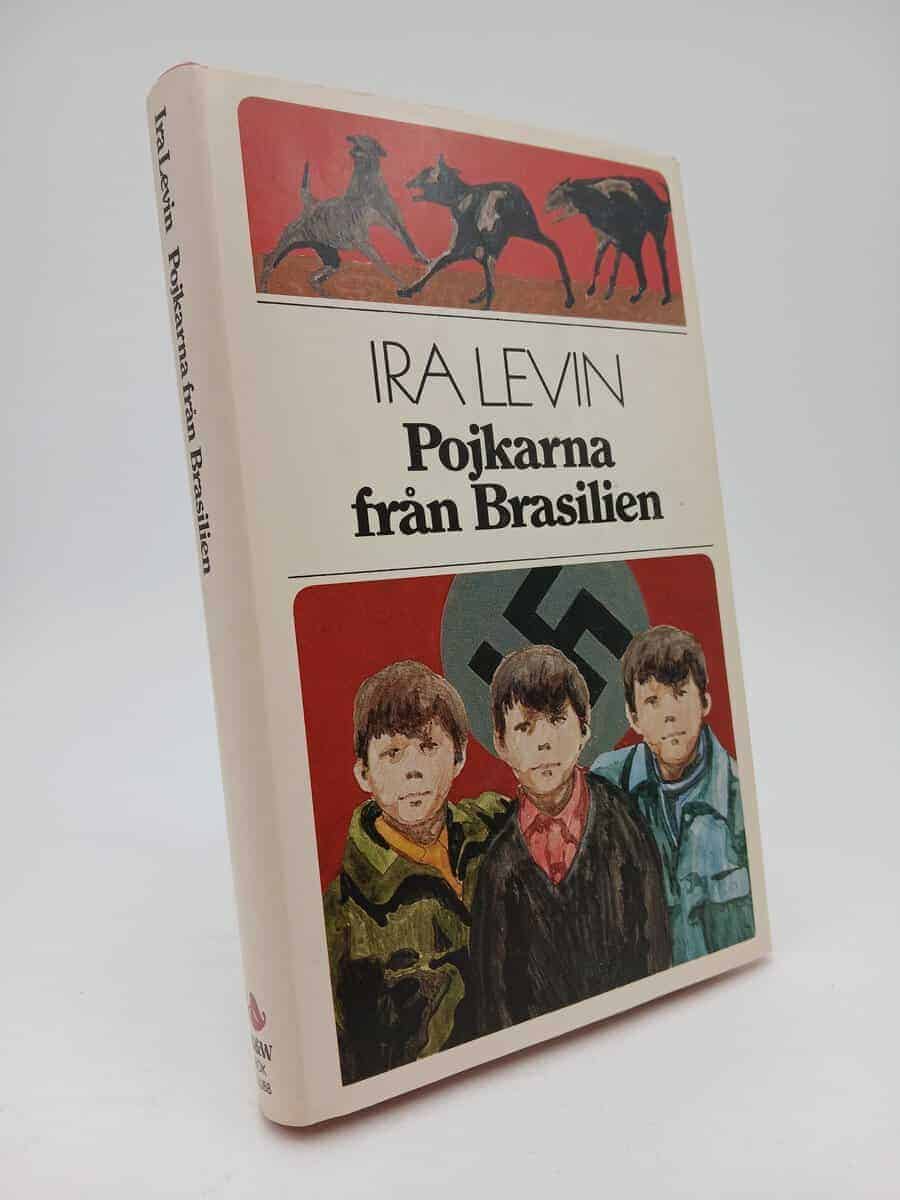 IRA LEVIN
Pojkarna
från Brasilien
Ira Levin Pojkarna från Brasilien